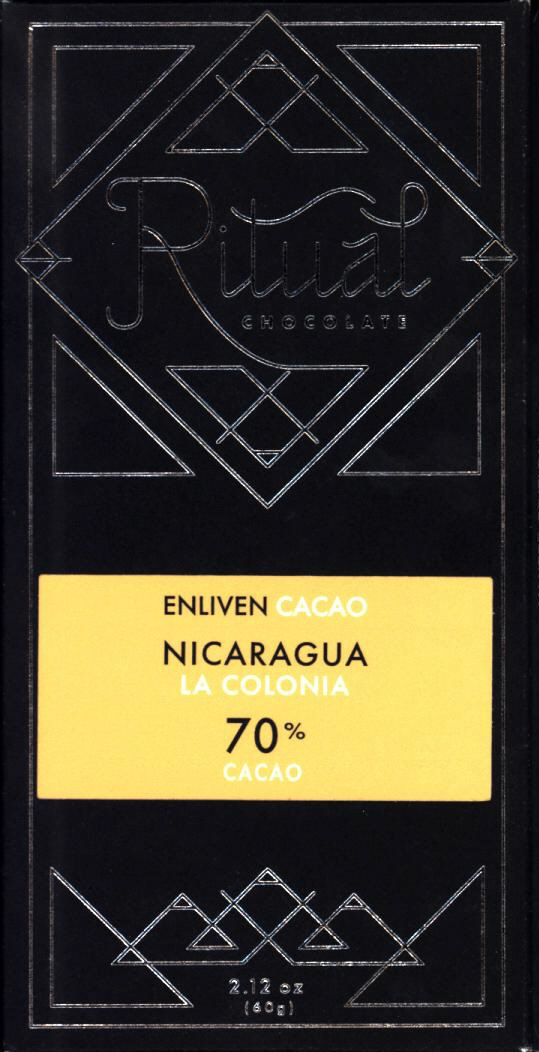 Ritual
CHOCOLATE
ENLIVEN CACAO
NICARAGUA
LA COLONIA
70%
CACAO
2.12 oz
(60g)